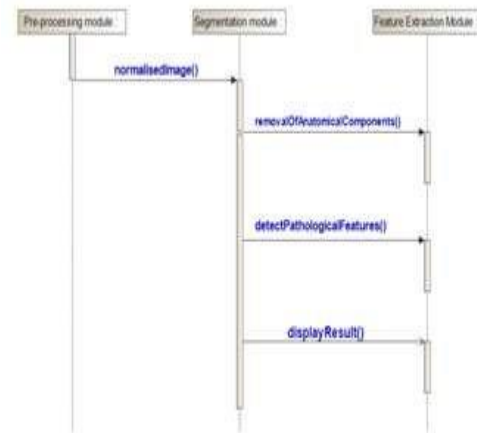 Pre-processing module
Segmentation module
Feature Extraction Module
normalisedImage()
removalOfAnatomicalComponents()
detectPathologicalFeatures()
displayResult()